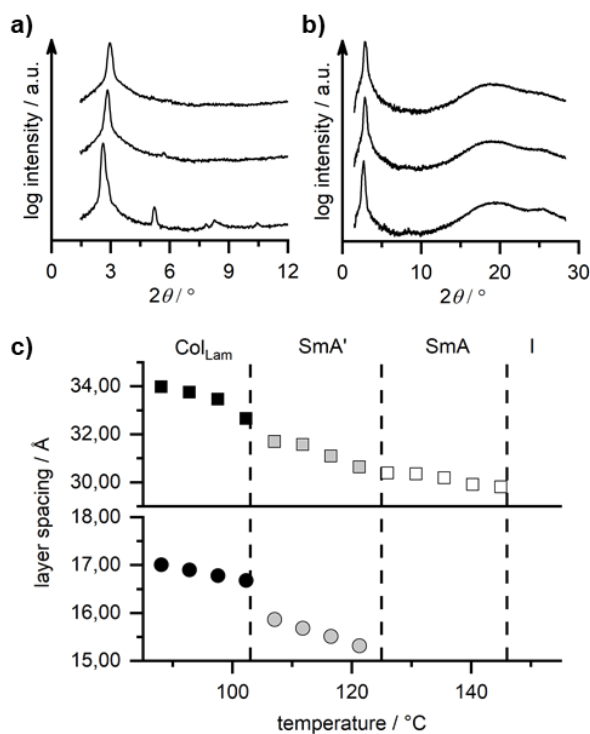 a)
log intensity / a.u.
0 3 6 9 12
2θ / °
b)
log intensity / a.u.
0 10 20 30
2θ / °
c)
Col_Lam SmA' SmA I
34,00
32,00
30,00
18,00
17,00
16,00
15,00
layer spacing / Å
100 120 140
temperature / °C